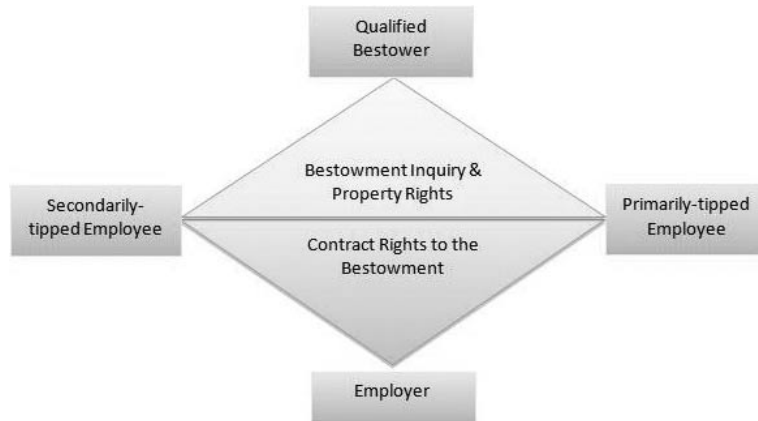 Qualified
Bestower
Bestowment Inquiry &
Property Rights
Secondarily-
tipped Employee
Primarily-tipped
Employee
Contract Rights to the
Bestowment
Employer